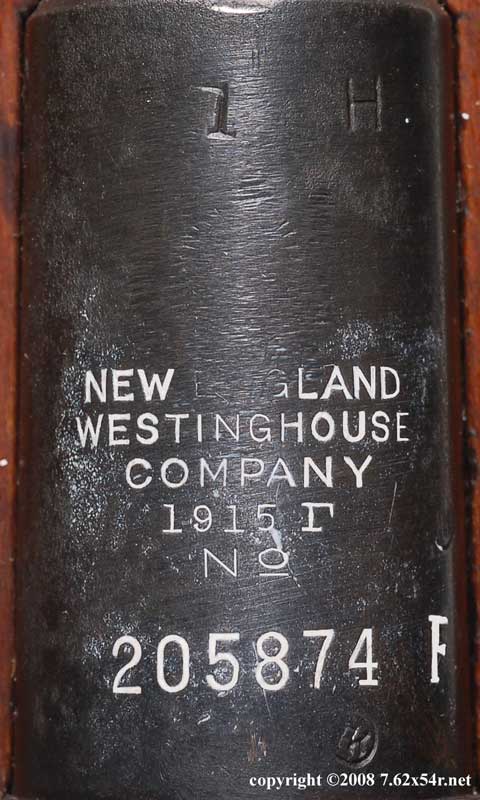 1 H
NEW ENGLAND
WESTINGHOUSE
COMPANY
1915 Г
Nº
205874 F
copyright ©2008 7.62x54r.net